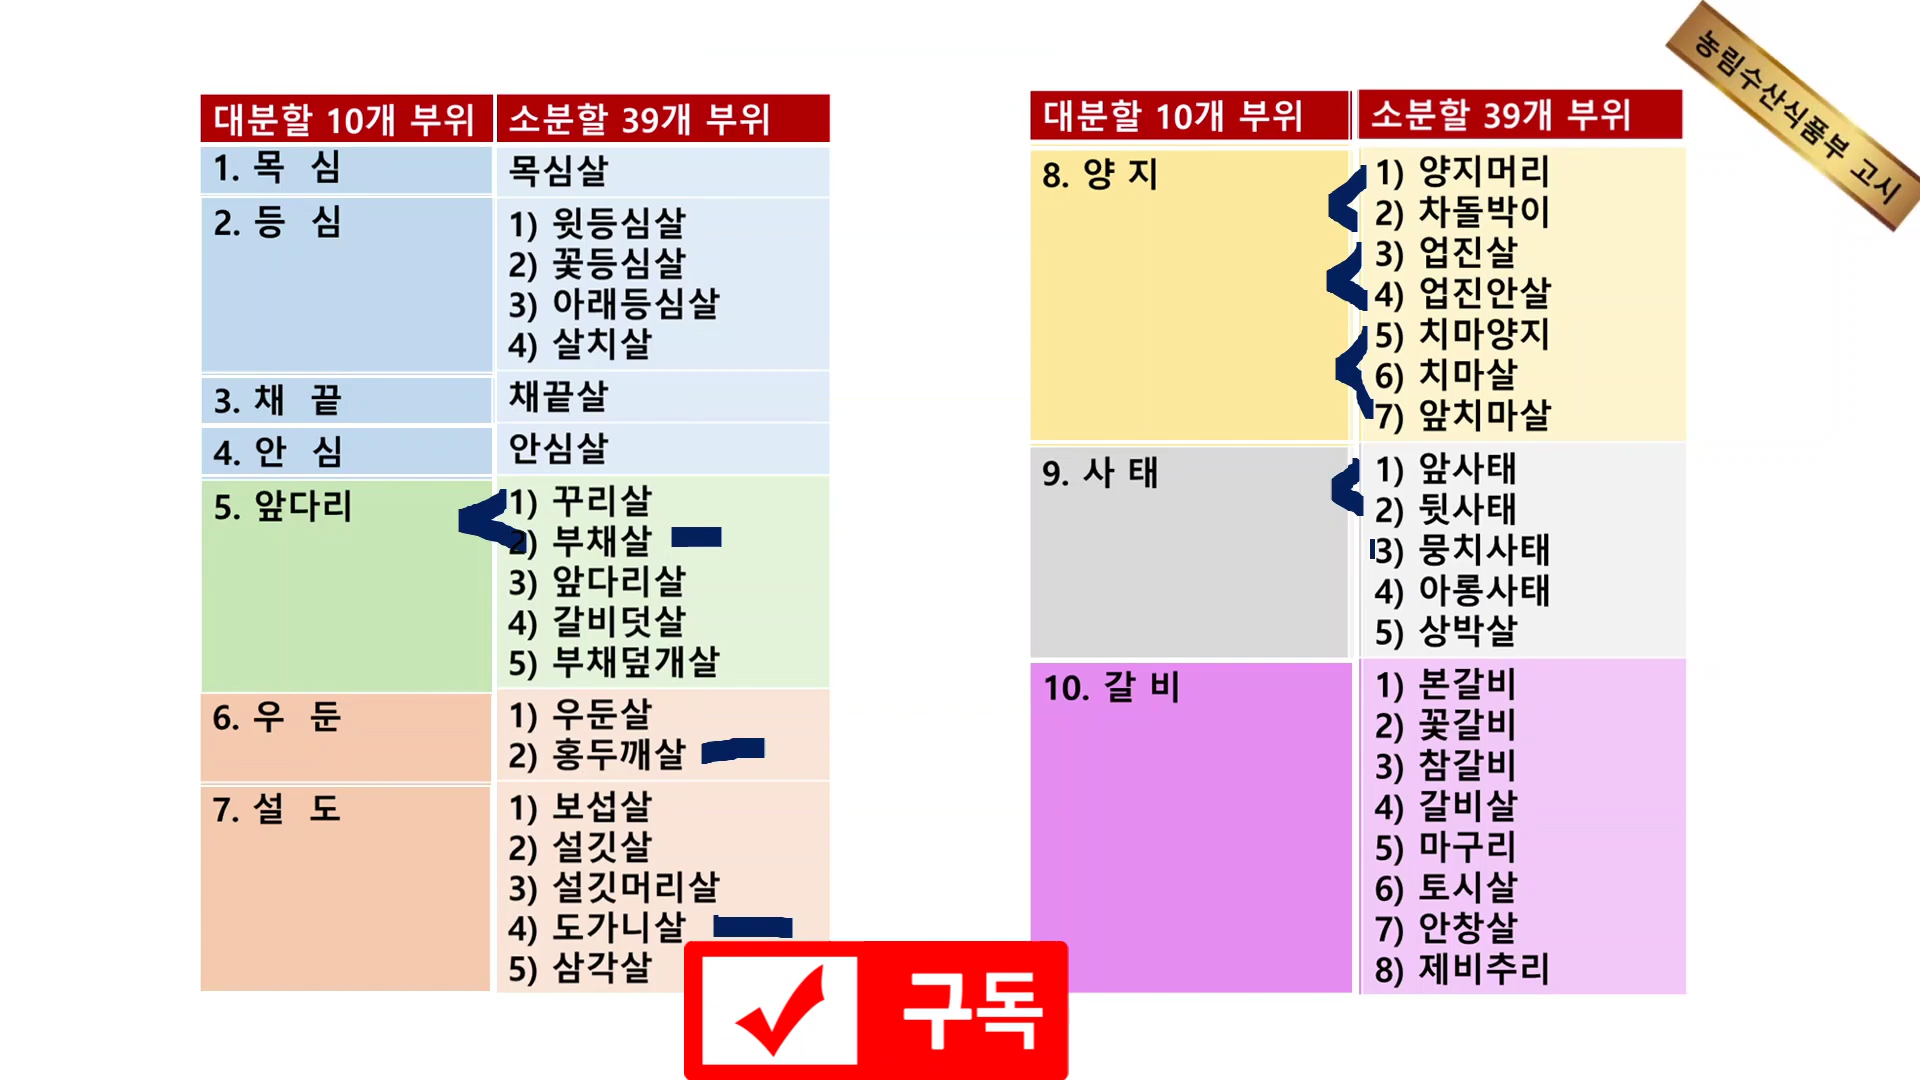 농림수산식품부 고시
대분할 10개 부위 소분할 39개 부위
1. 목 심 목심살
2. 등 심 1) 윗등심살
2) 꽃등심살
3) 아래등심살
4) 살치살
3. 채 끝 채끝살
4. 안 심 안심살
5. 앞다리 1) 꾸리살
2) 부채살
3) 앞다리살
4) 갈비덧살
5) 부채덮개살
6. 우 둔 1) 우둔살
2) 홍두깨살
7. 설 도 1) 보섭살
2) 설깃살
3) 설깃머리살
4) 도가니살
5) 삼각살
대분할 10개 부위 소분할 39개 부위
8. 양 지 1) 양지머리
2) 차돌박이
3) 업진살
4) 업진안살
5) 치마양지
6) 치마살
7) 앞치마살
9. 사 태 1) 앞사태
2) 뒷사태
3) 뭉치사태
4) 아롱사태
5) 상박살
10. 갈 비 1) 본갈비
2) 꽃갈비
3) 참갈비
4) 갈비살
5) 마구리
6) 토시살
7) 안창살
8) 제비추리
구독